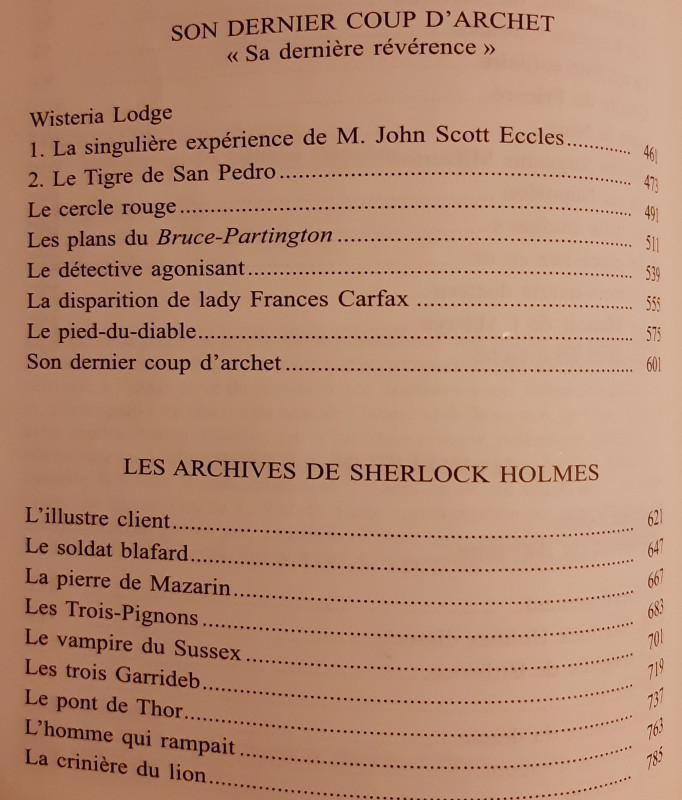 SON DERNIER COUP D'ARCHET
« Sa dernière révérence »
Wisteria Lodge
1. La singulière expérience de M. John Scott Eccles............ 461
2. Le Tigre de San Pedro............ 473
Le cercle rouge............ 491
Les plans du Bruce-Partington............ 511
Le détective agonisant............ 539
La disparition de lady Frances Carfax............ 555
Le pied-du-diable............ 575
Son dernier coup d'archet............ 601
LES ARCHIVES DE SHERLOCK HOLMES
L'illustre client............ 621
Le soldat blafard............ 647
La pierre de Mazarin............ 667
Les Trois-Pignons............ 683
Le vampire du Sussex............ 701
Les trois Garrideb............ 719
Le pont de Thor............ 737
L'homme qui rampait............ 763
La crinière du lion............ 785